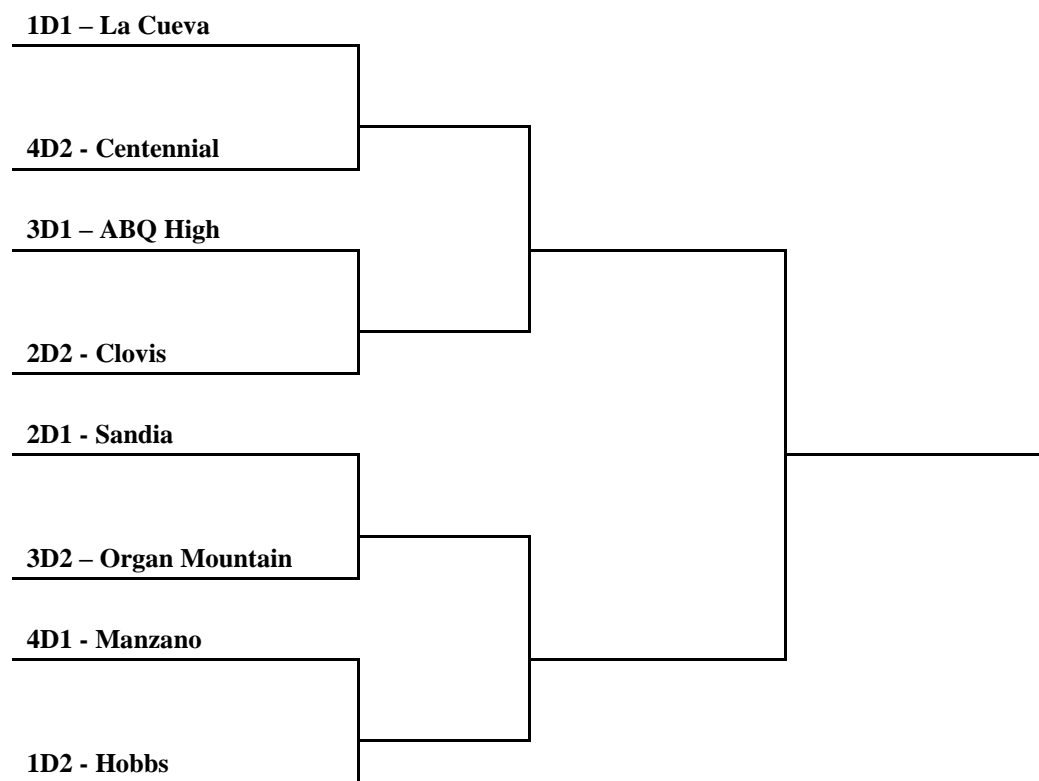 1D1 – La Cueva
4D2 - Centennial
3D1 – ABQ High
2D2 - Clovis
2D1 - Sandia
3D2 – Organ Mountain
4D1 - Manzano
1D2 - Hobbs